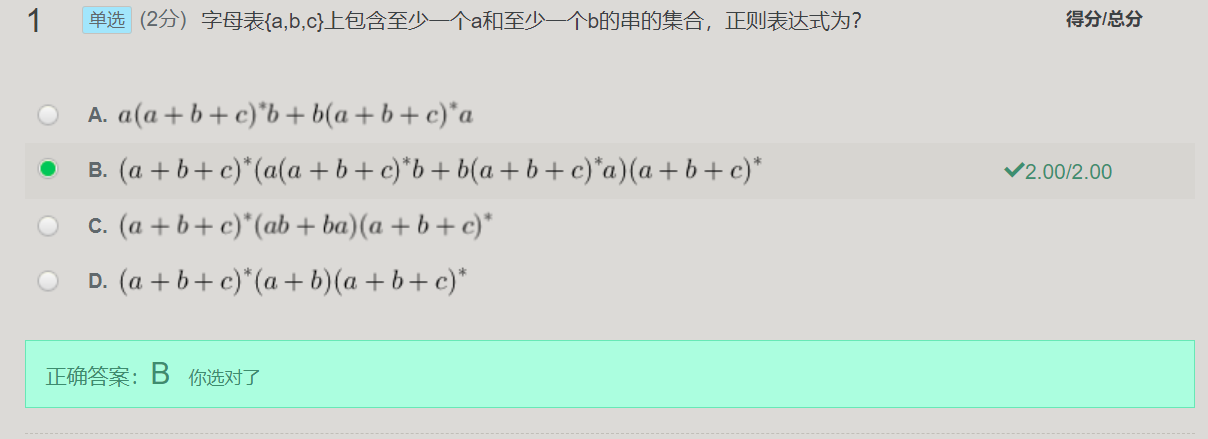 1 单选 (2分) 字母表{a,b,c}上包含至少一个a和至少一个b的串的集合，正则表达式为？ 得分/总分
A. a(a + b + c)*b + b(a + b + c)*a
B. (a + b + c)*(a(a + b + c)*b + b(a + b + c)*a)(a + b + c)* ✔2.00/2.00
C. (a + b + c)*(ab + ba)(a + b + c)*
D. (a + b + c)*(a + b)(a + b + c)*
正确答案：B 你选对了